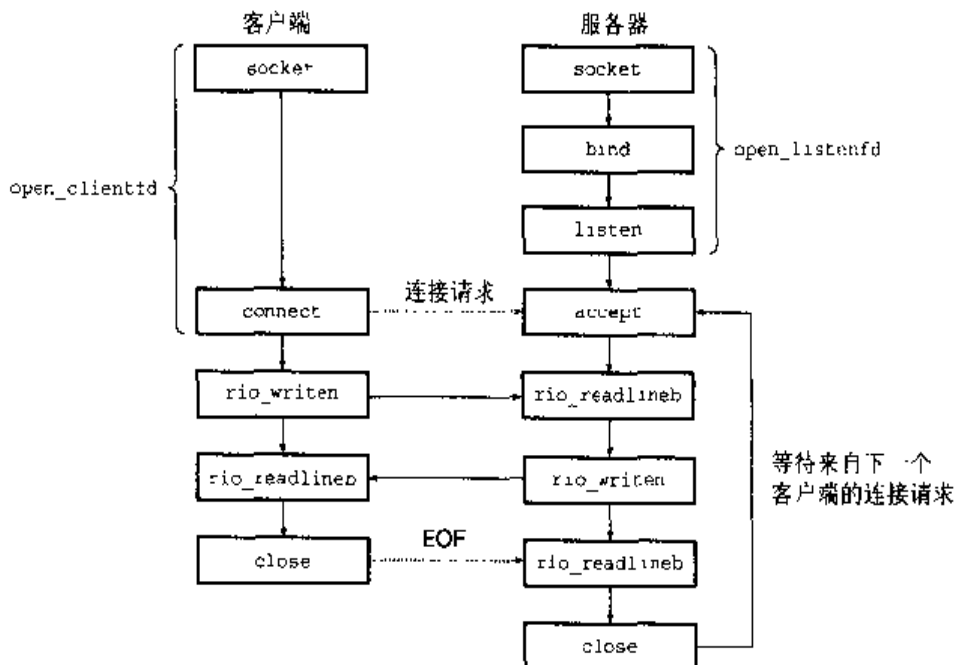 客户端
服务器
socket
socket
bind
open_listenfd
open_clientfd
listen
连接请求
connect
accept
rio_writen
rio_readlineb
等待来自下一个
客户端的连接请求
rio_readlineb
rio_writen
EOF
close
rio_readlineb
close